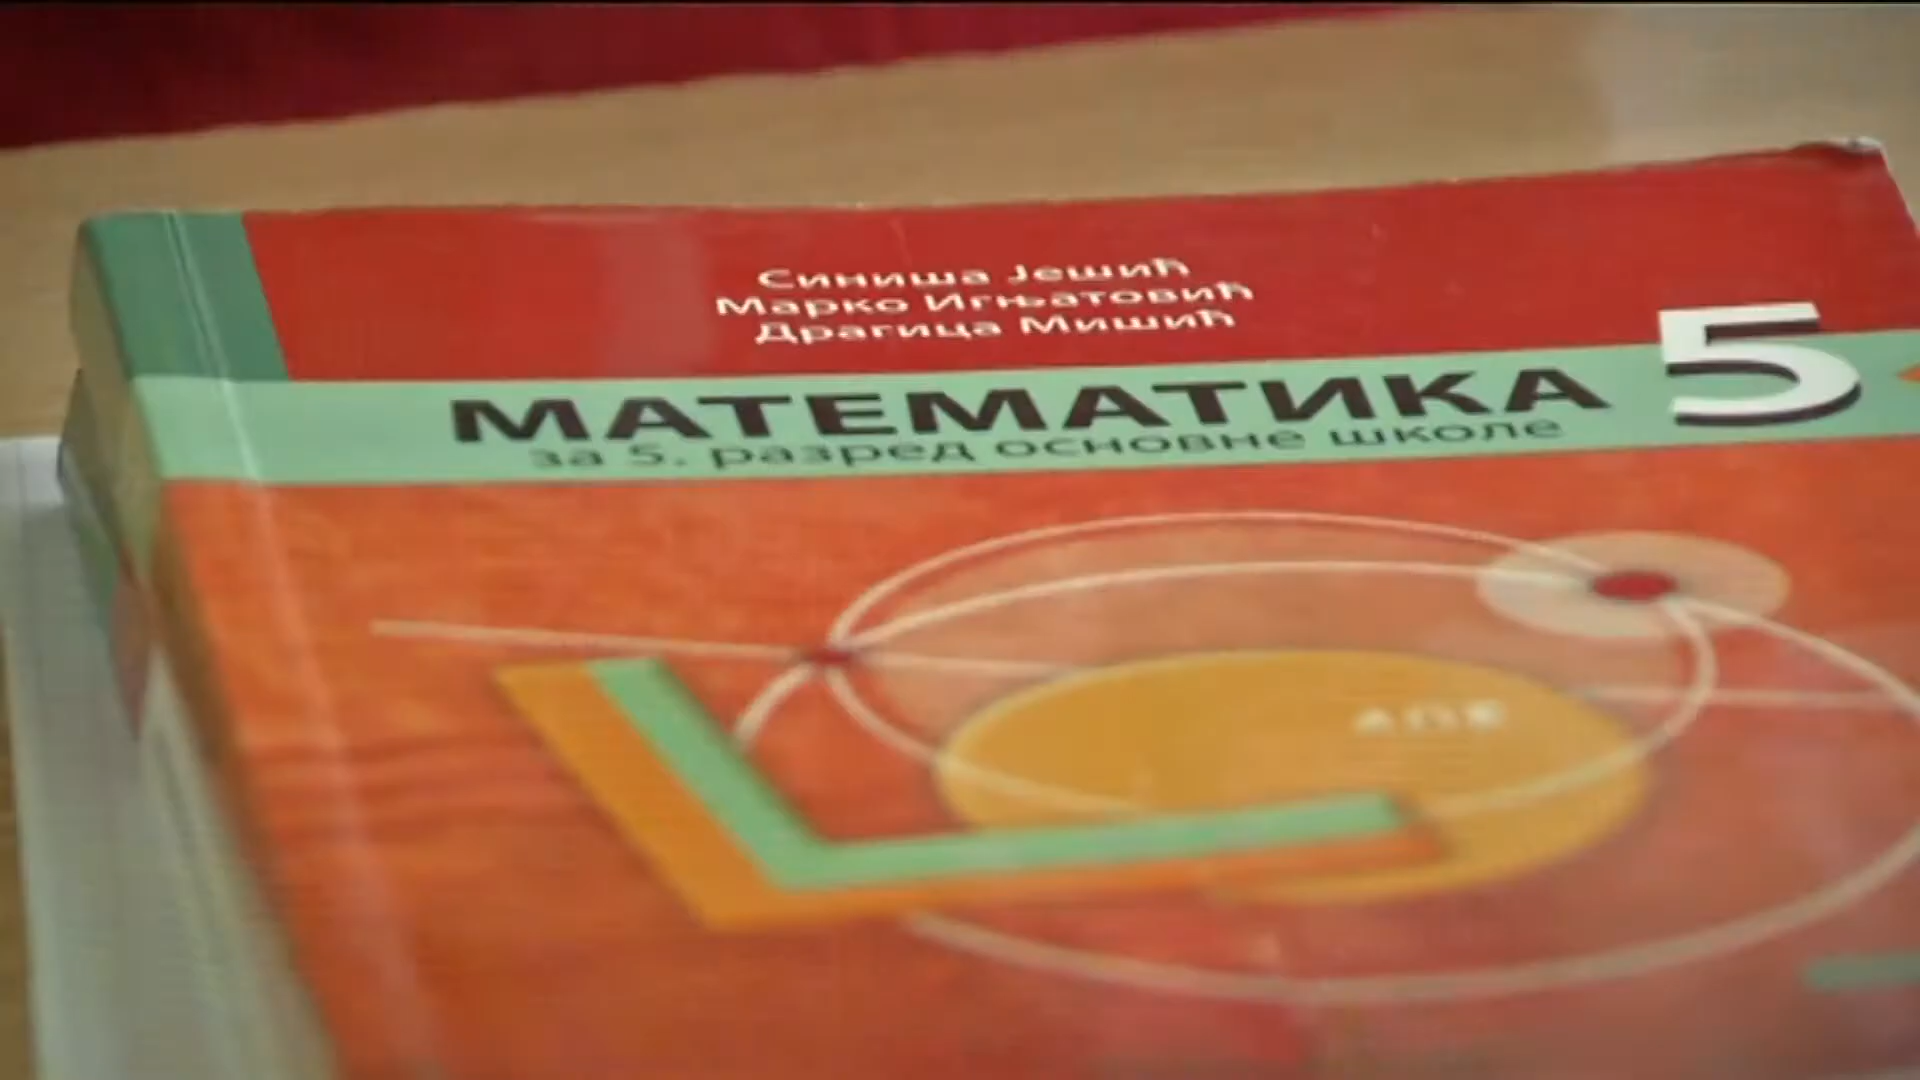 Синиша Јешић
Марко Игњатовић
Драгица Мишић
МАТЕМАТИКА 5
за 5. разред основне школе